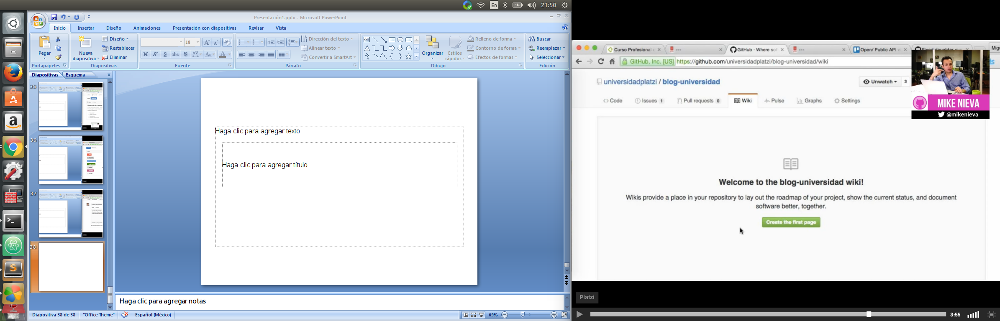 En
21:50
Presentación1.pptx - Microsoft PowerPoint
Inicio
Insertar
Diseño
Animaciones
Presentación con diapositivas
Revisar
Vista
Pegar
Portapapeles
Nueva
diapositiva
Diseño
Restablecer
Eliminar
Diapositivas
18
N K S abc S AV Aa A
Fuente
Dirección del texto
Alinear texto
Convertir a SmartArt
Párrafo
Organizar
Estilos
rápidos
Relleno de forma
Contorno de forma
Efectos de formas
Dibujo
Buscar
Reemplazar
Seleccionar
Edición
Diapositivas
Esquema
35
36
37
38
Haga clic para agregar texto
Haga clic para agregar título
Haga clic para agregar notas
Diapositiva 38 de 38
"Office Theme"
Español (México)
69%
Curso Profesional
---
GitHub - Where sof
---
Open/ Public API
Fixed daughter
Migu
GitHub, Inc. [US] https://github.com/universidadplatzi/blog-universidad/wiki
universidadplatzi / blog-universidad
Unwatch 3
Code
Issues 1
Pull requests 0
Wiki
Pulse
Graphs
Settings
MIKE NIEVA
@mikenieva
Welcome to the blog-universidad wiki!
Wikis provide a place in your repository to lay out the roadmap of your project, show the current status, and document
software better, together.
Create the first page
Platzi
3:55